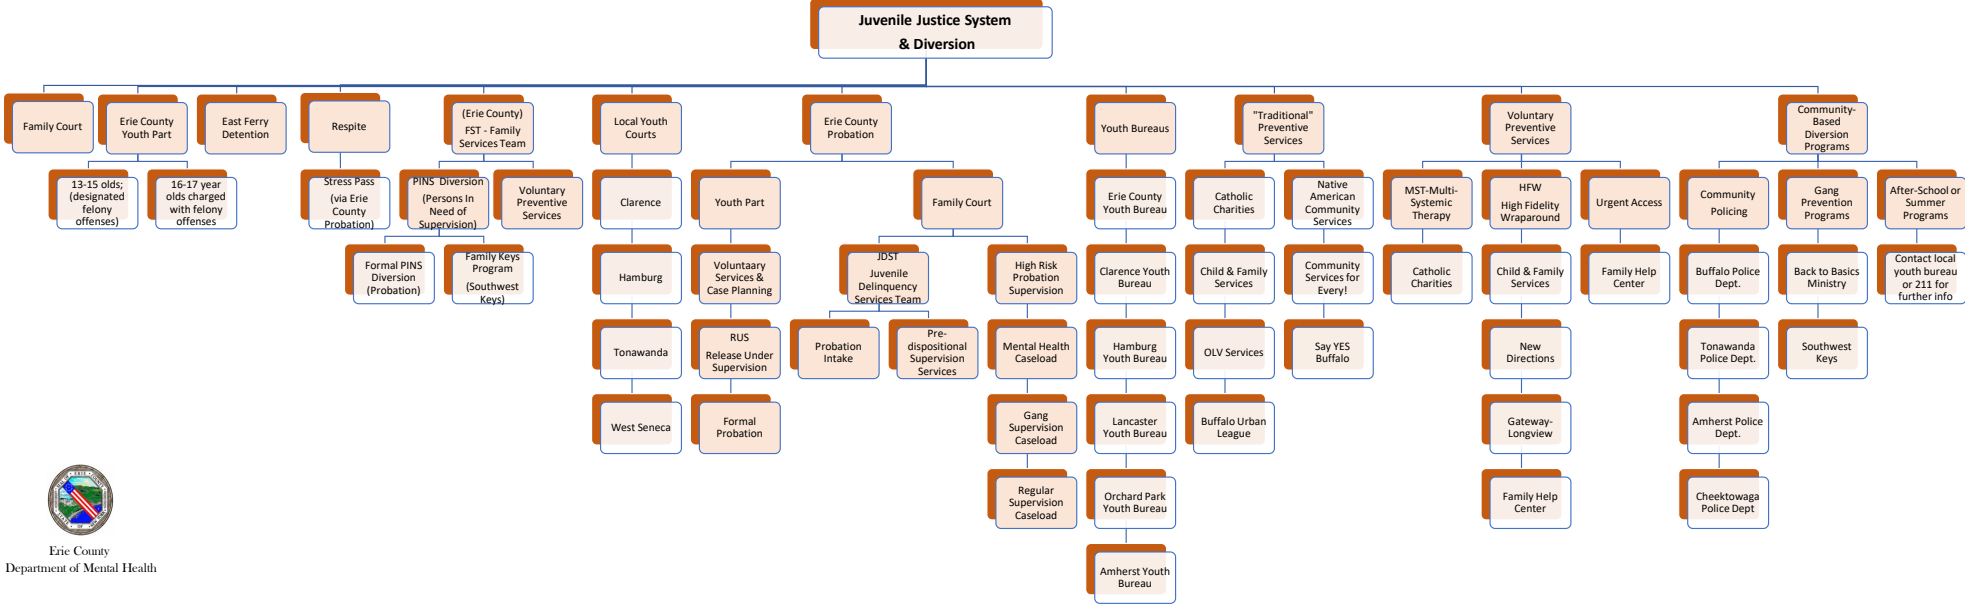 Juvenile Justice System
& Diversion
Family Court
Erie County
Youth Part
13-15 olds;
(designated
felony
offenses)
16-17 year
olds charged
with felony
offenses
East Ferry
Detention
Respite
Stress Pass
(via Erie
County
Probation)
(Erie County)
FST - Family
Services Team
PINS Diversion
(Persons In
Need of
Supervision)
Formal PINS
Diversion
(Probation)
Family Keys
Program
(Southwest
Keys)
Voluntary
Preventive
Services
Local Youth
Courts
Clarence
Hamburg
Tonawanda
West Seneca
Erie County
Probation
Youth Part
Voluntaary
Services &
Case Planning
RUS
Release Under
Supervision
Formal
Probation
Family Court
JDST
Juvenile
Delinquency
Services Team
Probation
Intake
Pre-
dispositional
Supervision
Services
High Risk
Probation
Supervision
Mental Health
Caseload
Gang
Supervision
Caseload
Regular
Supervision
Caseload
Youth Bureaus
Erie County
Youth Bureau
Clarence Youth
Bureau
Hamburg
Youth Bureau
Lancaster
Youth Bureau
Orchard Park
Youth Bureau
Amherst Youth
Bureau
"Traditional"
Preventive
Services
Catholic
Charities
Child & Family
Services
OLV Services
Buffalo Urban
League
Native
American
Community
Services
Community
Services for
Every!
Say YES
Buffalo
Voluntary
Preventive
Services
MST-Multi-
Systemic
Therapy
Catholic
Charities
HFW
High Fidelity
Wraparound
Child & Family
Services
New
Directions
Gateway-
Longview
Family Help
Center
Urgent Access
Family Help
Center
Community-
Based
Diversion
Programs
Community
Policing
Buffalo Police
Dept.
Tonawanda
Police Dept.
Amherst Police
Dept.
Cheektowaga
Police Dept
Gang
Prevention
Programs
Back to Basics
Ministry
Southwest
Keys
After-School or
Summer
Programs
Contact local
youth bureau
or 211 for
further info
Erie County
Department of Mental Health